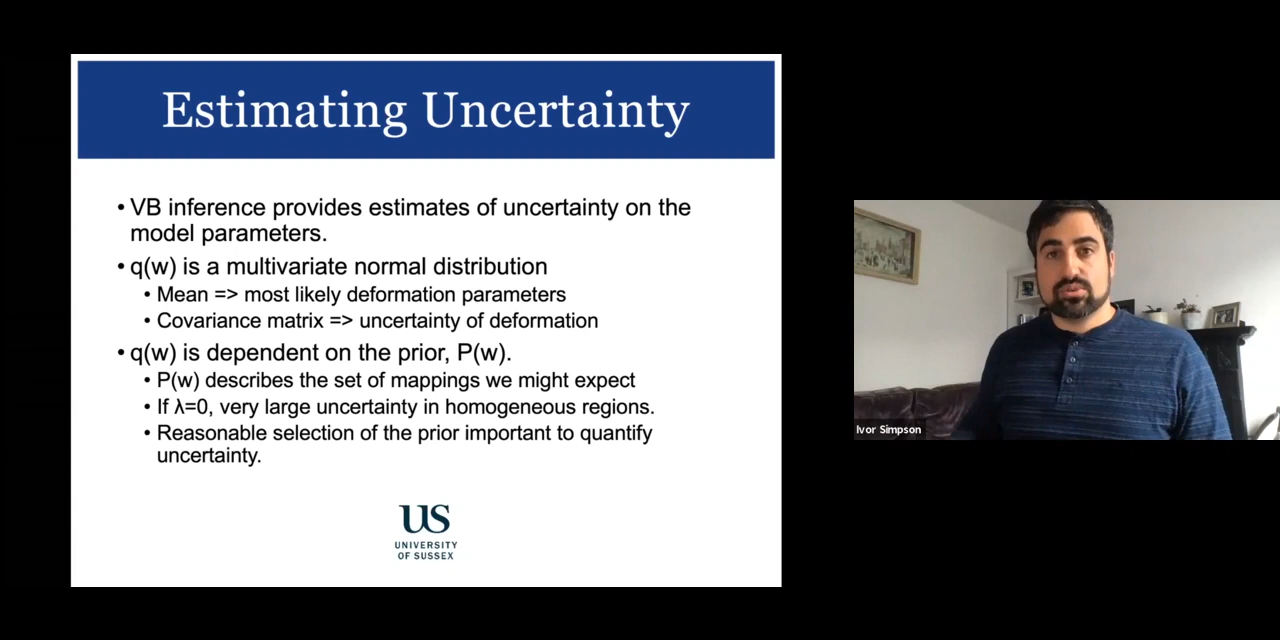 Estimating Uncertainty
• VB inference provides estimates of uncertainty on the
model parameters.
• q(w) is a multivariate normal distribution
• Mean => most likely deformation parameters
• Covariance matrix => uncertainty of deformation
• q(w) is dependent on the prior, P(w).
• P(w) describes the set of mappings we might expect
• If λ=0, very large uncertainty in homogeneous regions.
• Reasonable selection of the prior important to quantify
uncertainty.
US
UNIVERSITY
OF SUSSEX
Ivor Simpson